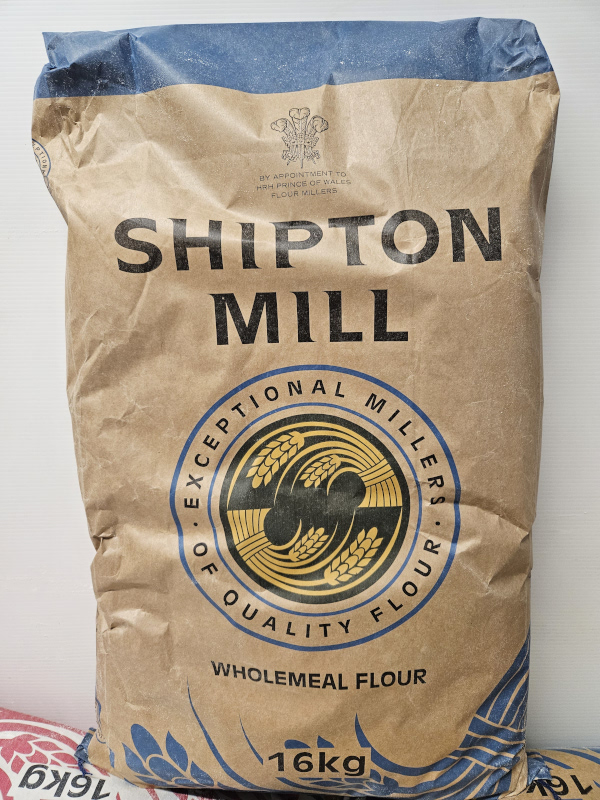 BY APPOINTMENT TO
HRH PRINCE OF WALES
FLOUR MILLERS
SHIPTON
MILL
· EXCEPTIONAL MILLERS ·
OF QUALITY FLOUR
WHOLEMEAL FLOUR
16kg
16kg
16